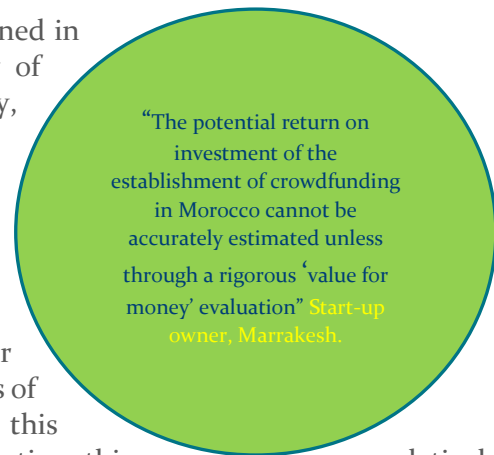 ned in
of
y,
“The potential return on
investment of the
establishment of crowdfunding
in Morocco cannot be
accurately estimated unless
through a rigorous ‘value for
money’ evaluation” Start-up
owner, Marrakesh.
r
s of
this